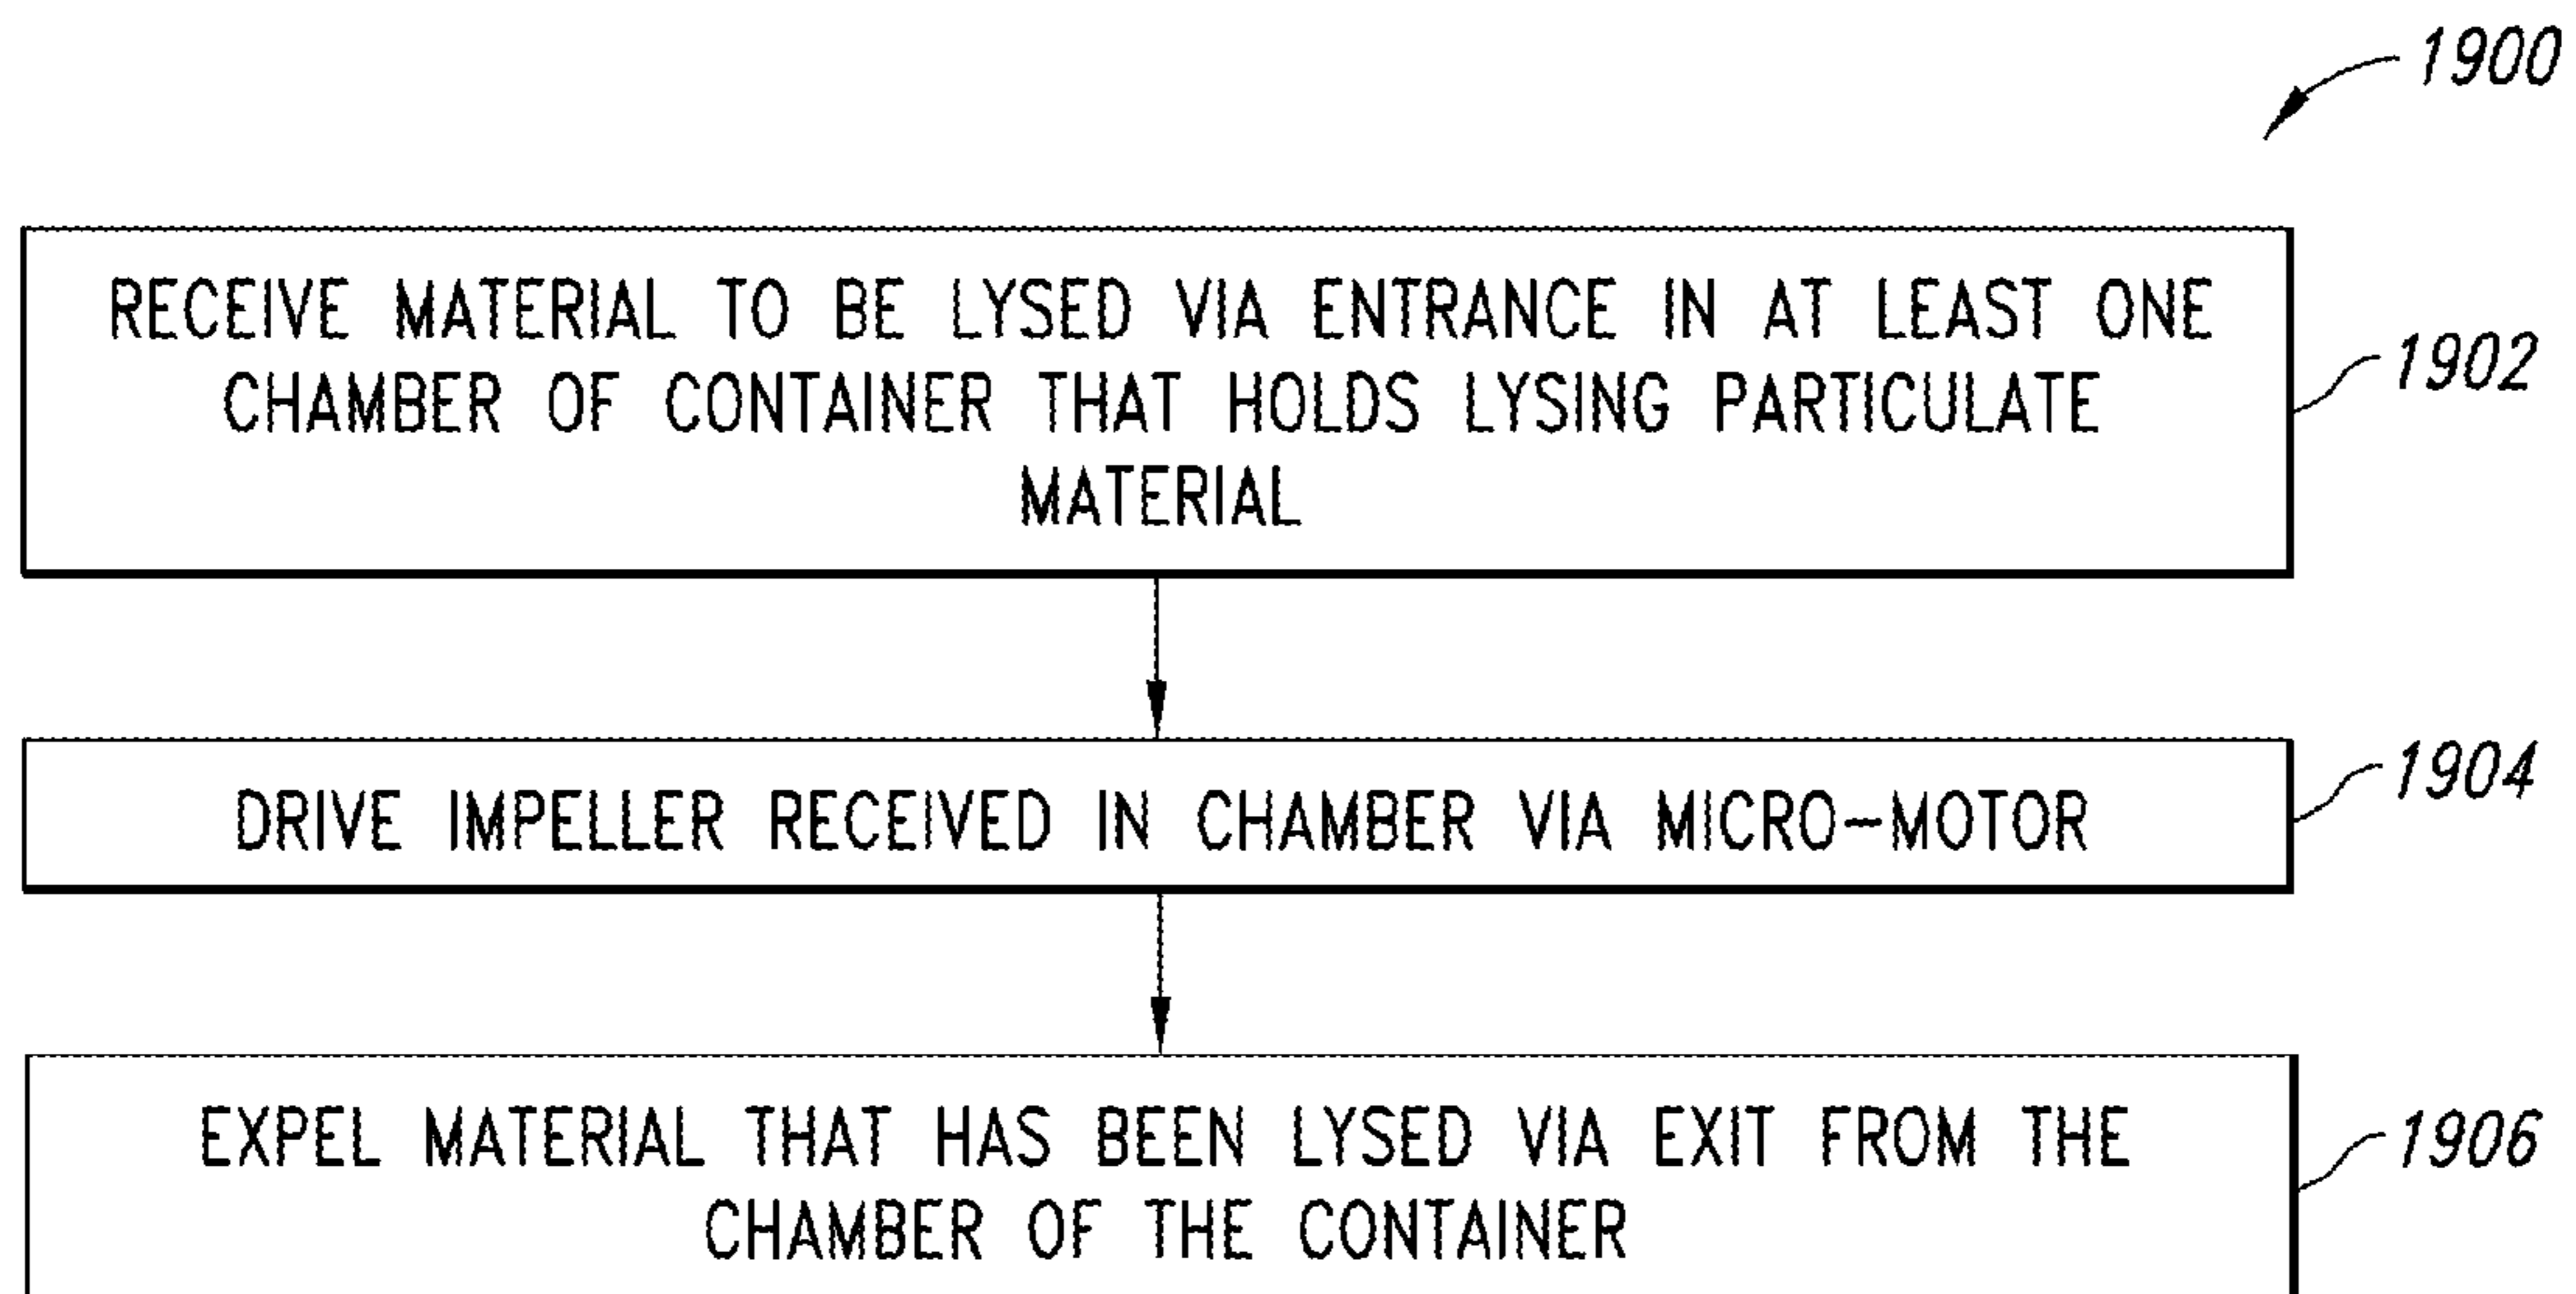 1900
RECEIVE MATERIAL TO BE LYSED VIA ENTRANCE IN AT LEAST ONE
CHAMBER OF CONTAINER THAT HOLDS LYSING PARTICULATE
MATERIAL
1902
DRIVE IMPELLER RECEIVED IN CHAMBER VIA MICRO-MOTOR
1904
EXPEL MATERIAL THAT HAS BEEN LYSED VIA EXIT FROM THE
CHAMBER OF THE CONTAINER
1906